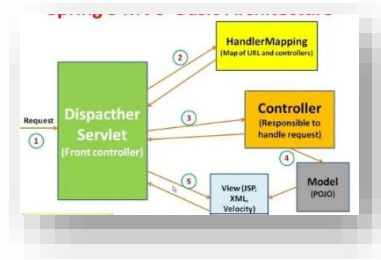 Request
1
Dispacther
Servlet
(Front controller)
2
HandlerMapping
(Map of URL and controllers)
3
Controller
(Responsible to
handle request)
4
Model
(POJO)
5
View (JSP,
XML,
Velocity)